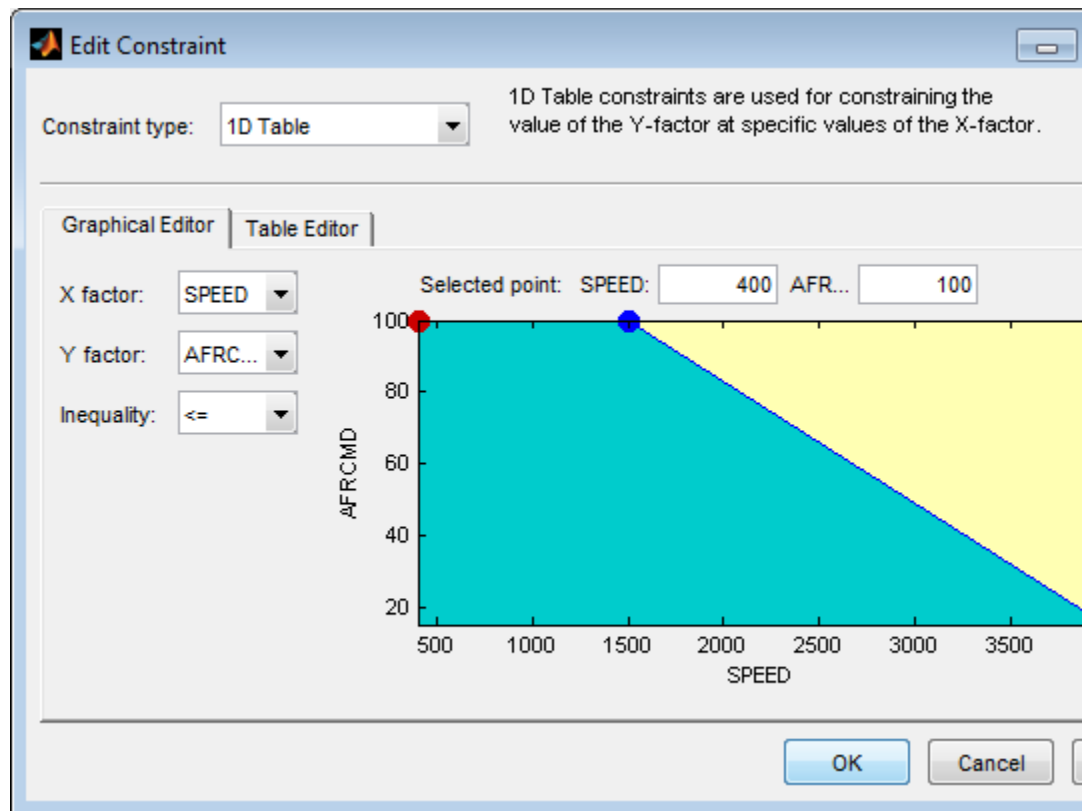 Edit Constraint
Constraint type: 1D Table
1D Table constraints are used for constraining the
value of the Y-factor at specific values of the X-factor.
Graphical Editor Table Editor
X factor: SPEED
Y factor: AFRC...
Inequality: <=
Selected point: SPEED: 400 AFR... 100
100
80
60
40
20
AFRCMD
500 1000 1500 2000 2500 3000 3500
SPEED
OK Cancel